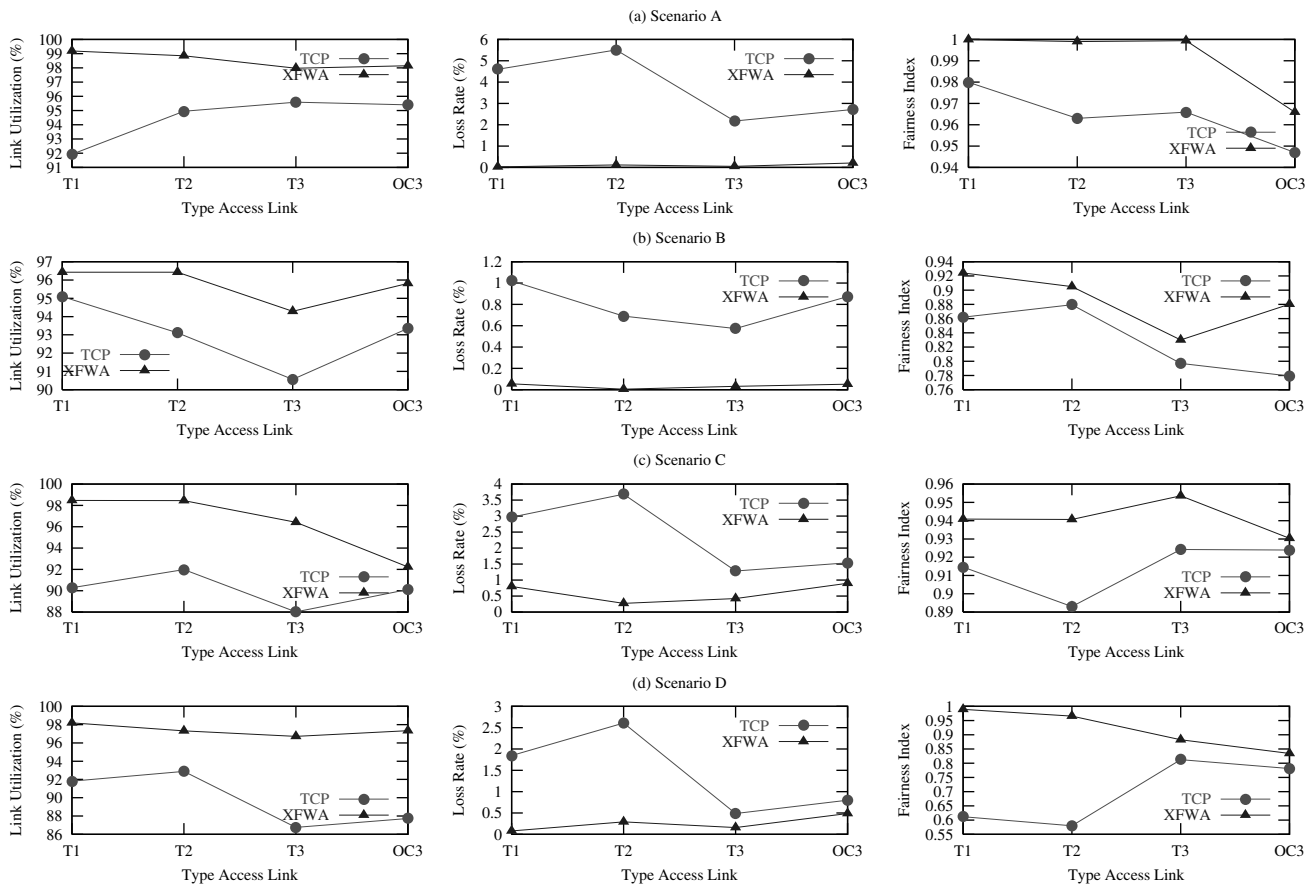 (a) Scenario A
Link Utilization (%)
100
99
98
97
96
95
94
93
92
91
TCP
XFWA
T1
T2
T3
OC3
Type Access Link
Loss Rate (%)
6
5
4
3
2
1
0
TCP
XFWA
T1
T2
T3
OC3
Type Access Link
Fairness Index
1
0.99
0.98
0.97
0.96
0.95
0.94
TCP
XFWA
T1
T2
T3
OC3
Type Access Link
(b) Scenario B
Link Utilization (%)
97
96
95
94
93
92
91
90
TCP
XFWA
T1
T2
T3
OC3
Type Access Link
Loss Rate (%)
1.2
1
0.8
0.6
0.4
0.2
0
TCP
XFWA
T1
T2
T3
OC3
Type Access Link
Fairness Index
0.94
0.92
0.9
0.88
0.86
0.84
0.82
0.8
0.78
0.76
TCP
XFWA
T1
T2
T3
OC3
Type Access Link
(c) Scenario C
Link Utilization (%)
100
98
96
94
92
90
88
TCP
XFWA
T1
T2
T3
OC3
Type Access Link
Loss Rate (%)
4
3.5
3
2.5
2
1.5
1
0.5
0
TCP
XFWA
T1
T2
T3
OC3
Type Access Link
Fairness Index
0.96
0.95
0.94
0.93
0.92
0.91
0.9
0.89
TCP
XFWA
T1
T2
T3
OC3
Type Access Link
(d) Scenario D
Link Utilization (%)
100
98
96
94
92
90
88
86
TCP
XFWA
T1
T2
T3
OC3
Type Access Link
Loss Rate (%)
3
2.5
2
1.5
1
0.5
0
TCP
XFWA
T1
T2
T3
OC3
Type Access Link
Fairness Index
1
0.95
0.9
0.85
0.8
0.75
0.7
0.65
0.6
0.55
TCP
XFWA
T1
T2
T3
OC3
Type Access Link